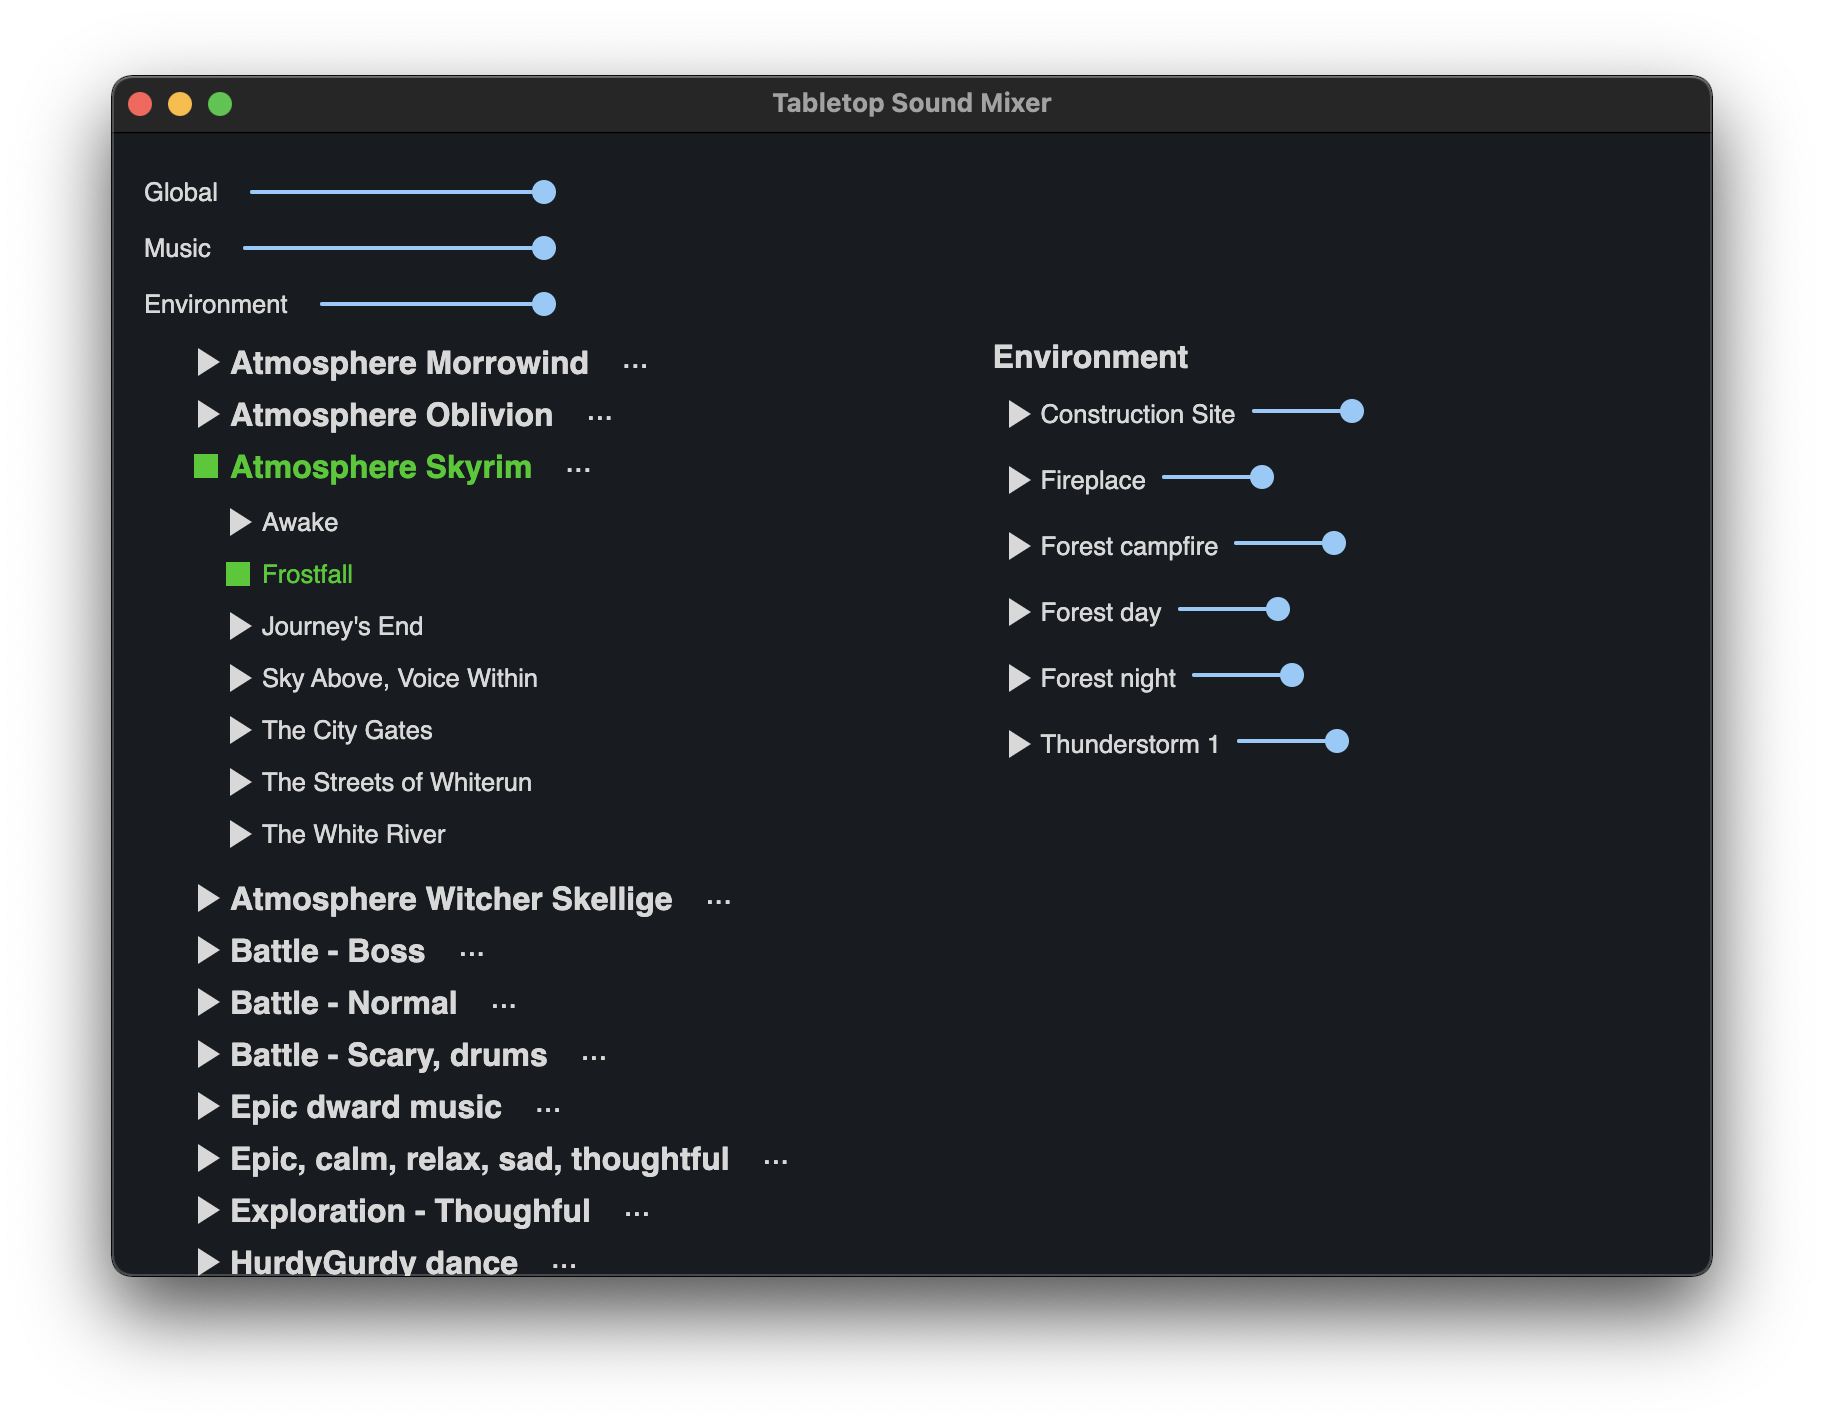 Tabletop Sound Mixer
Global
Music
Environment
Atmosphere Morrowind ...
Atmosphere Oblivion ...
Atmosphere Skyrim ...
Awake
Frostfall
Journey's End
Sky Above, Voice Within
The City Gates
The Streets of Whiterun
The White River
Atmosphere Witcher Skellige ...
Battle - Boss ...
Battle - Normal ...
Battle - Scary, drums ...
Epic dward music ...
Epic, calm, relax, sad, thoughtful ...
Exploration - Thoughful ...
HurdyGurdy dance ...
Environment
Construction Site
Fireplace
Forest campfire
Forest day
Forest night
Thunderstorm 1